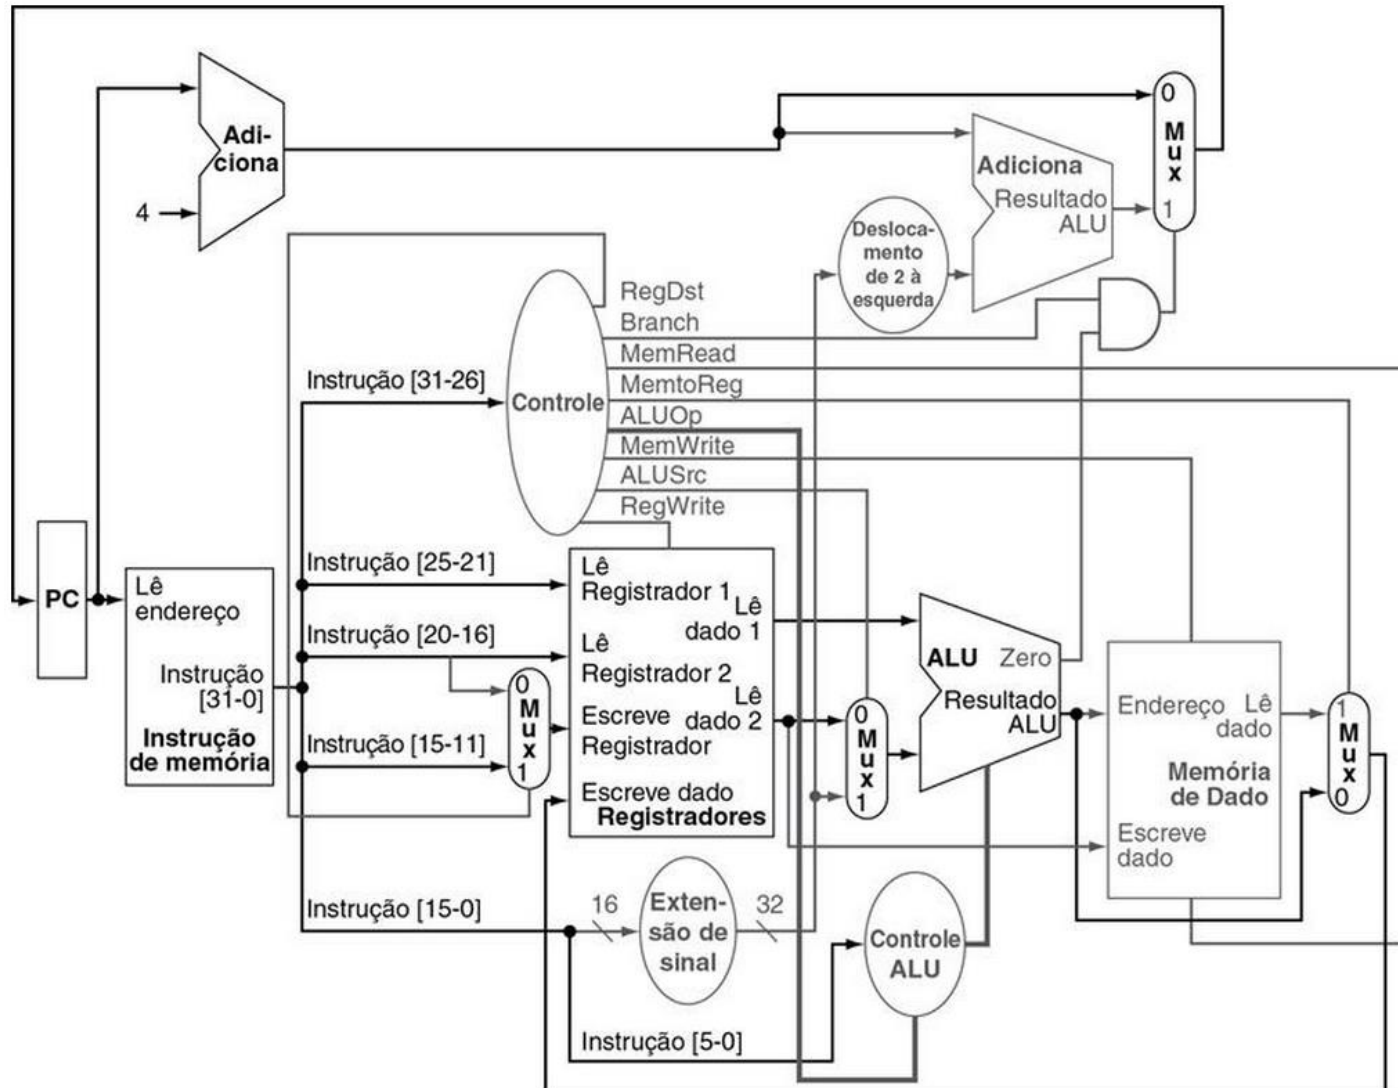 Adi-
ciona
4
0
Mux
1
Adiciona
Resultado
ALU
Desloca-
mento
de 2 à
esquerda
RegDst
Branch
MemRead
MemtoReg
ALUOp
MemWrite
ALUSrc
RegWrite
Instrução [31-26]
Controle
PC
Lê
endereço
Instrução
[31-0]
Instrução
de memória
Instrução [25-21]
Instrução [20-16]
Instrução [15-11]
0
Mux
1
Lê
Registrador 1
Lê
Registrador 2
Escreve
Registrador
Escreve dado
Lê
dado 1
Lê
dado 2
Registradores
0
Mux
1
ALU
Zero
Resultado
ALU
Endereço
Lê
dado
Memória
de Dado
Escreve
dado
1
Mux
0
Instrução [15-0]
16
Exten-
são de
sinal
32
Controle
ALU
Instrução [5-0]